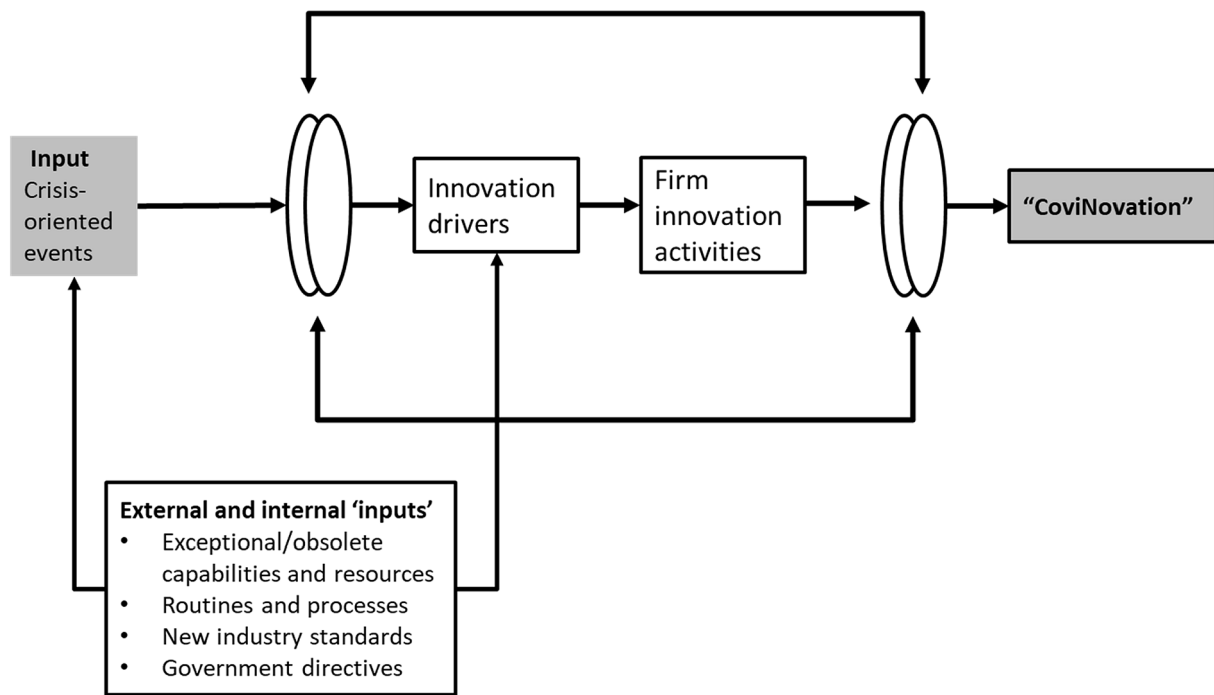 Input
Crisis-
oriented
events
Innovation
drivers
Firm
innovation
activities
“CoviNovation”
External and internal ‘inputs’
• Exceptional/obsolete
capabilities and resources
• Routines and processes
• New industry standards
• Government directives